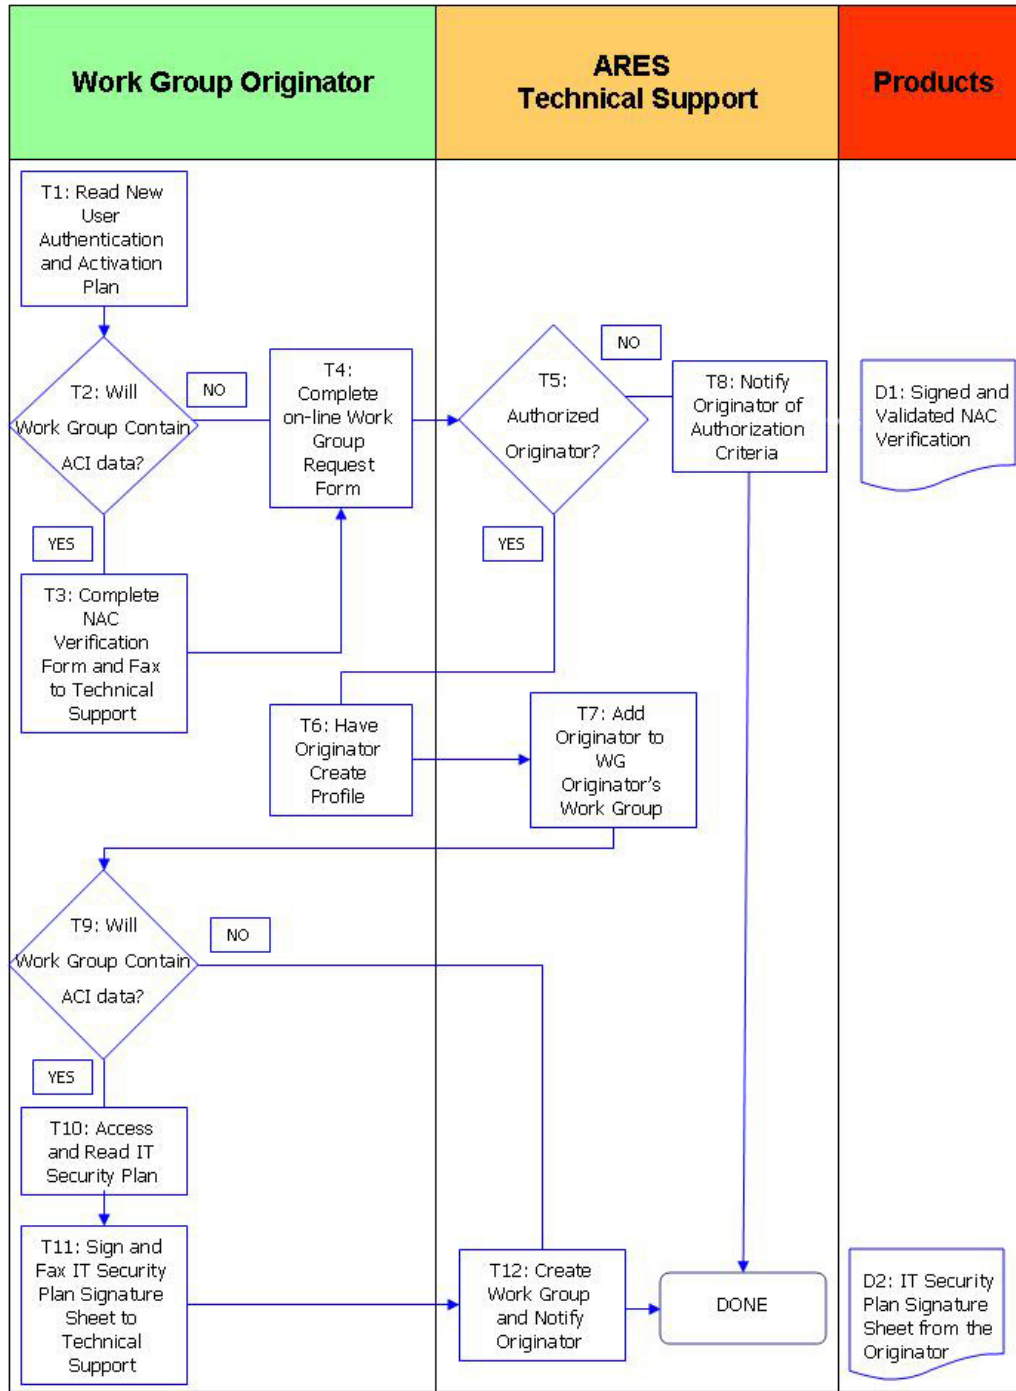 Work Group Originator
ARES
Technical Support
Products
T1: Read New
User
Authentication
and Activation
Plan
T2: Will
Work Group Contain
ACI data?
NO
YES
T3: Complete
NAC
Verification
Form and Fax
to Technical
Support
T4:
Complete
on-line Work
Group
Request
Form
T5:
Authorized
Originator?
NO
YES
T8: Notify
Originator of
Authorization
Criteria
D1: Signed and
Validated NAC
Verification
T6: Have
Originator
Create
Profile
T7: Add
Originator to
WG
Originator's
Work Group
T9: Will
Work Group Contain
ACI data?
NO
YES
T10: Access
and Read IT
Security Plan
T11: Sign and
Fax IT Security
Plan Signature
Sheet to
Technical
Support
T12: Create
Work Group
and Notify
Originator
DONE
D2: IT Security
Plan Signature
Sheet from the
Originator